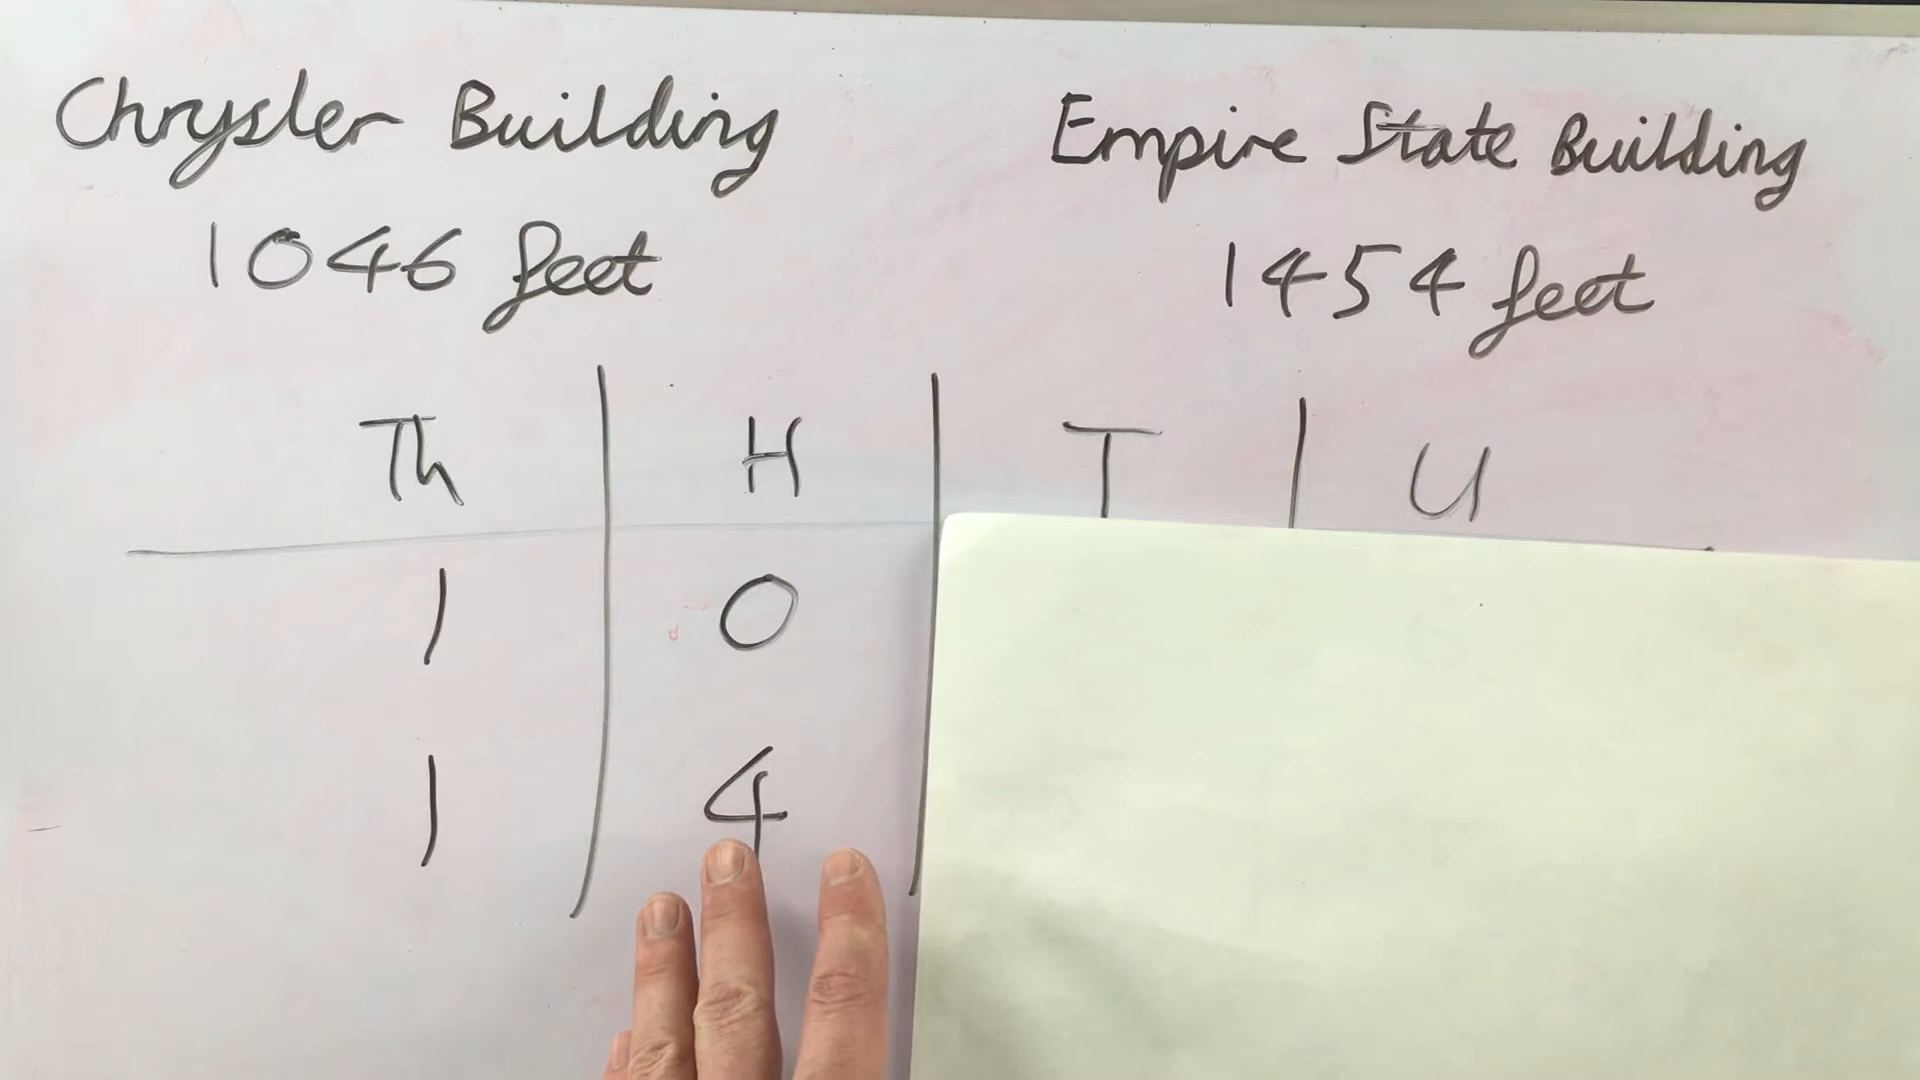 Chrysler Building Empire State Building
1046 feet 1454 feet
Th H T U
1 0
1 4